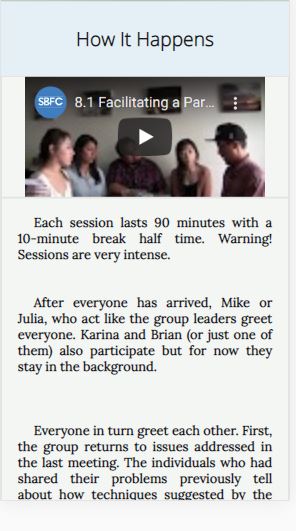 How It Happens
SBFC 8.1 Facilitating a Par...
Each session lasts 90 minutes with a
10-minute break half time. Warning!
Sessions are very intense.
After everyone has arrived, Mike or
Julia, who act like the group leaders greet
everyone. Karina and Brian (or just one of
them) also participate but for now they
stay in the background.
Everyone in turn greet each other. First,
the group returns to issues addressed in
the last meeting. The individuals who had
shared their problems previously tell
about how techniques suggested by the